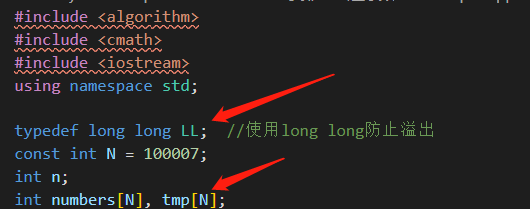 #include <algorithm>
#include <cmath>
#include <iostream>
using namespace std;
typedef long long LL;  //使用long long防止溢出
const int N = 100007;
int n;
int numbers[N], tmp[N];